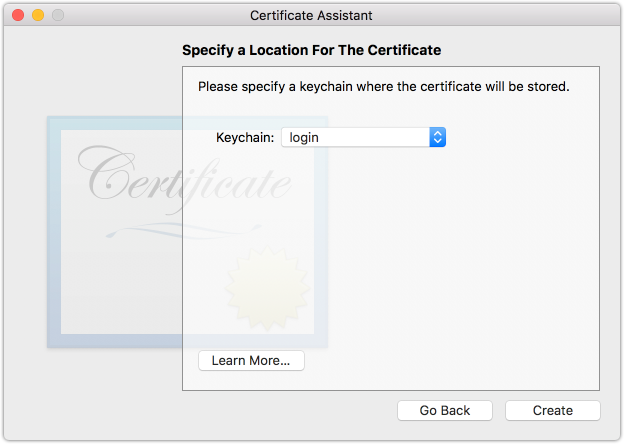 Certificate Assistant
Specify a Location For The Certificate
Please specify a keychain where the certificate will be stored.
Keychain: login
Certificate
Learn More...
Go Back Create